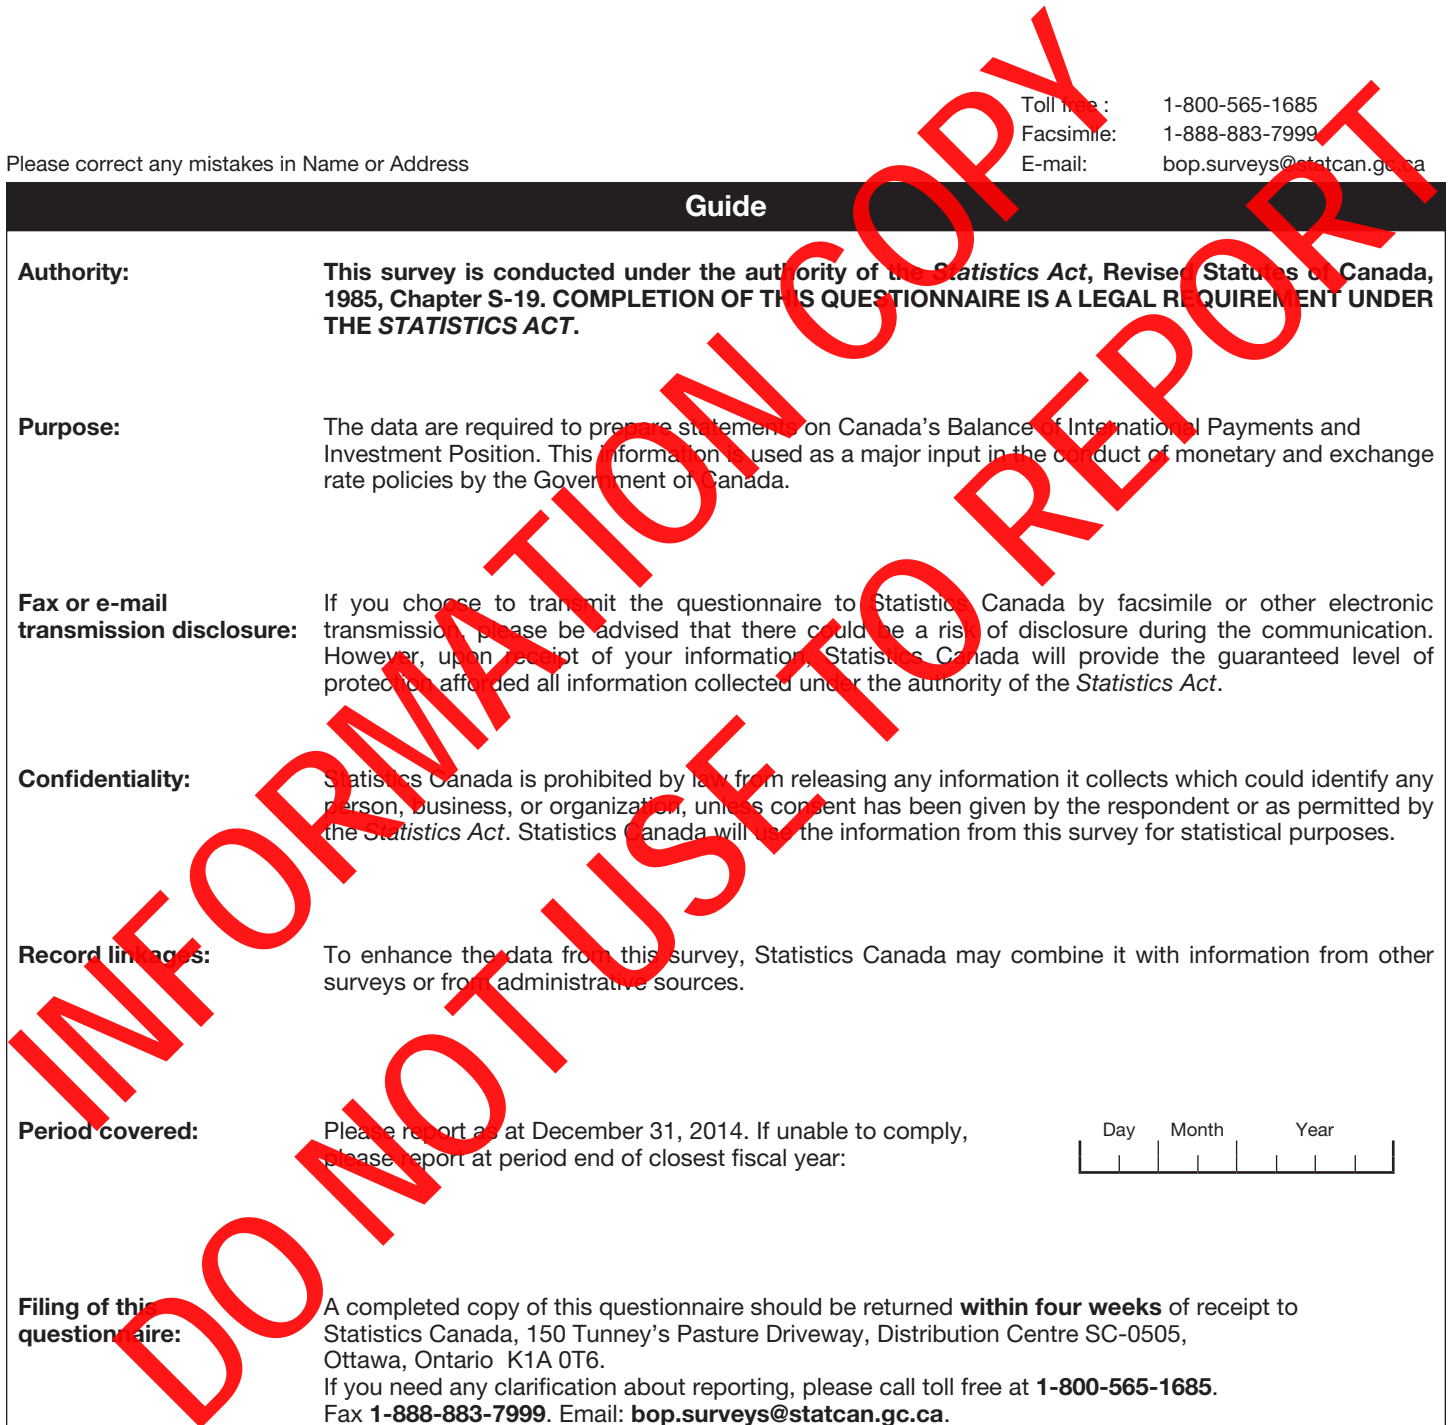 Toll free : 1-800-565-1685
Facsimile: 1-888-883-7999
Please correct any mistakes in Name or Address E-mail: bop.surveys@statcan.gc.ca
Guide
Authority: This survey is conducted under the authority of the Statistics Act, Revised Statutes of Canada,
1985, Chapter S-19. COMPLETION OF THIS QUESTIONNAIRE IS A LEGAL REQUIREMENT UNDER
THE STATISTICS ACT.
Purpose: The data are required to prepare statements on Canada’s Balance of International Payments and
Investment Position. This information is used as a major input in the conduct of monetary and exchange
rate policies by the Government of Canada.
Fax or e-mail If you choose to transmit the questionnaire to Statistics Canada by facsimile or other electronic
transmission disclosure: transmission, please be advised that there could be a risk of disclosure during the communication.
However, upon receipt of your information, Statistics Canada will provide the guaranteed level of
protection afforded all information collected under the authority of the Statistics Act.
Confidentiality: Statistics Canada is prohibited by law from releasing any information it collects which could identify any
person, business, or organization, unless consent has been given by the respondent or as permitted by
the Statistics Act. Statistics Canada will use the information from this survey for statistical purposes.
Record linkages: To enhance the data from this survey, Statistics Canada may combine it with information from other
surveys or from administrative sources.
Period covered: Please report as at December 31, 2014. If unable to comply, Day Month Year
please report at period end of closest fiscal year:
Filing of this A completed copy of this questionnaire should be returned within four weeks of receipt to
questionnaire: Statistics Canada, 150 Tunney’s Pasture Driveway, Distribution Centre SC-0505,
Ottawa, Ontario K1A 0T6.
If you need any clarification about reporting, please call toll free at 1-800-565-1685.
Fax 1-888-883-7999. Email: bop.surveys@statcan.gc.ca.
INFORMATION COPY
DO NOT USE TO REPORT